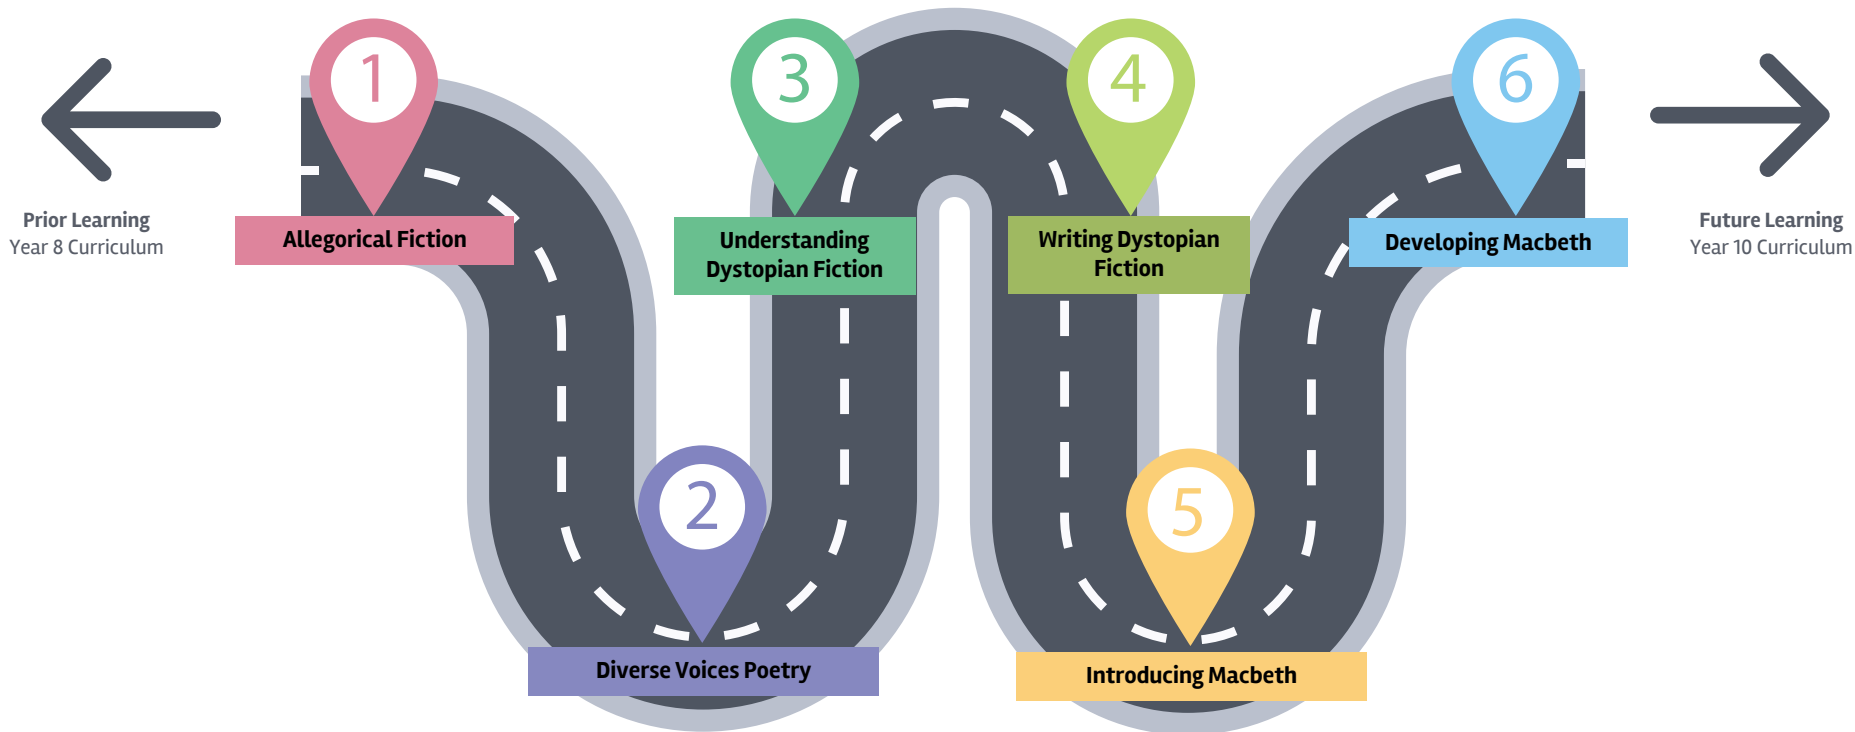 Prior Learning
Year 8 Curriculum
1
Allegorical Fiction
2
Diverse Voices Poetry
3
Understanding
Dystopian Fiction
4
Writing Dystopian
Fiction
5
Introducing Macbeth
6
Developing Macbeth
Future Learning
Year 10 Curriculum